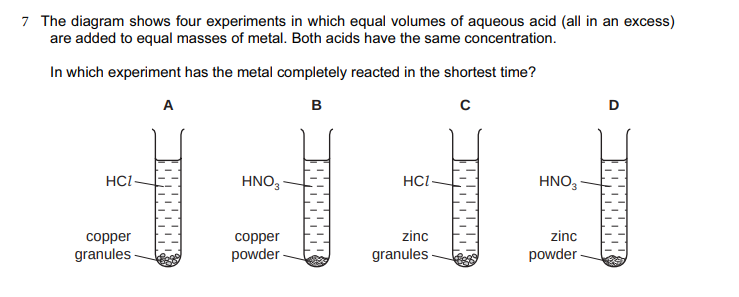 7 The diagram shows four experiments in which equal volumes of aqueous acid (all in an excess)
are added to equal masses of metal. Both acids have the same concentration.
In which experiment has the metal completely reacted in the shortest time?
A B C D
HCl HNO₃ HCl HNO₃
copper granules copper powder zinc granules zinc powder